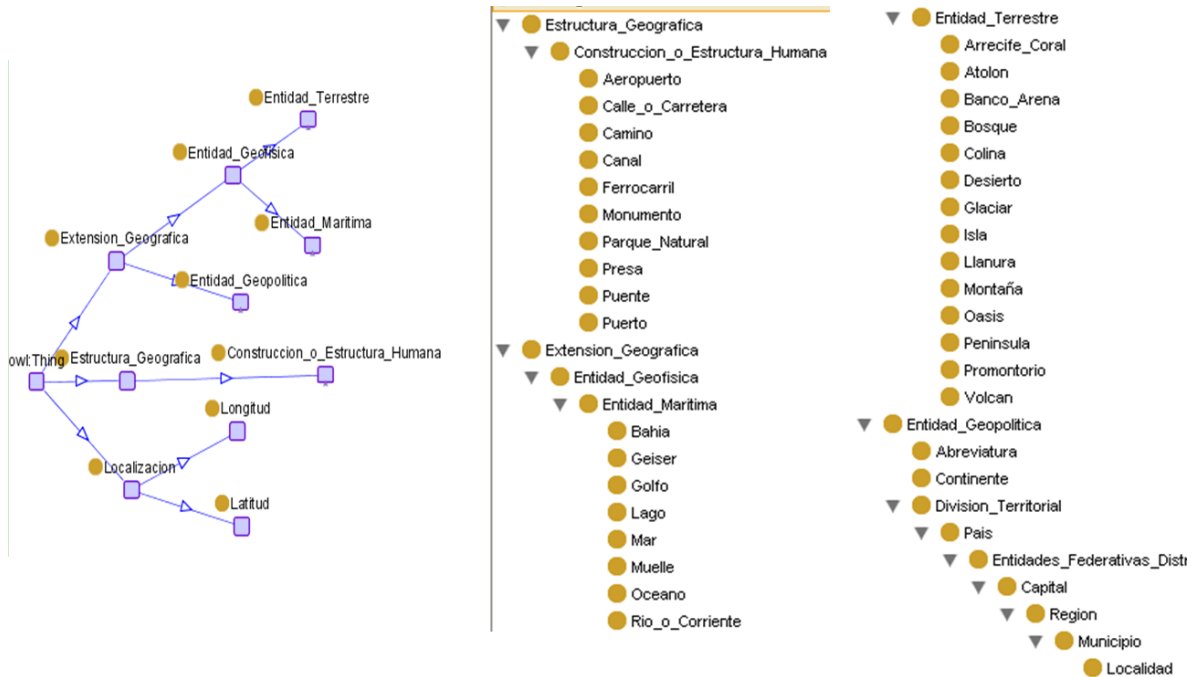 Entidad_Terrestre
Entidad_Geofisica
Entidad_Maritima
Extension_Geografica
Entidad_Geopolitica
owl:Thing
Estructura_Geografica
Construccion_o_Estructura_Humana
Longitud
Localizacion
Latitud
Estructura_Geografica
Construccion_o_Estructura_Humana
Aeropuerto
Calle_o_Carretera
Camino
Canal
Ferrocarril
Monumento
Parque_Natural
Presa
Puente
Puerto
Extension_Geografica
Entidad_Geofisica
Entidad_Maritima
Bahia
Geiser
Golfo
Lago
Mar
Muelle
Oceano
Rio_o_Corriente
Entidad_Terrestre
Arrecife_Coral
Atolon
Banco_Arena
Bosque
Colina
Desierto
Glaciar
Isla
Llanura
Montaña
Oasis
Peninsula
Promontorio
Volcan
Entidad_Geopolitica
Abreviatura
Continente
Division_Territorial
Pais
Entidades_Federativas_Distr
Capital
Region
Municipio
Localidad